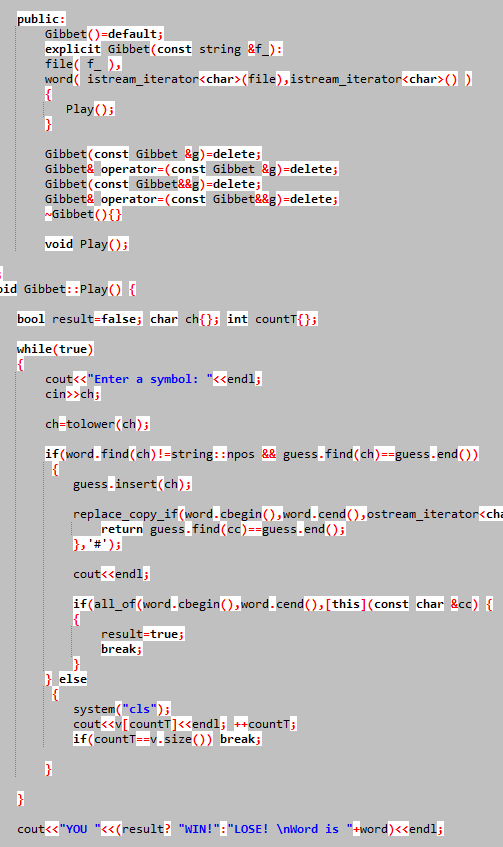 public:
Gibbet()=default;
explicit Gibbet(const string &f_):
file( f_ ),
word( istream_iterator<char>(file),istream_iterator<char>() )
{
Play();
}
Gibbet(const Gibbet &g)=delete;
Gibbet& operator=(const Gibbet &g)=delete;
Gibbet(const Gibbet&&g)=delete;
Gibbet& operator=(const Gibbet&&g)=delete;
~Gibbet(){}
void Play();
;
oid Gibbet::Play() {
bool result=false; char ch{}; int countT{};
while(true)
{
cout<<"Enter a symbol: "<<endl;
cin>>ch;
ch=tolower(ch);
if(word.find(ch)!=string::npos && guess.find(ch)==guess.end())
{
guess.insert(ch);
replace_copy_if(word.cbegin(),word.cend(),ostream_iterator<cha
return guess.find(cc)==guess.end();
},'#');
cout<<endl;
if(all_of(word.cbegin(),word.cend(),[this](const char &cc) {
{
result=true;
break;
}
} else
{
system("cls");
cout<<v[countT]<<endl; ++countT;
if(countT==v.size()) break;
}
}
cout<<"YOU "<<(result? "WIN!":"LOSE! \nWord is "+word)<<endl;